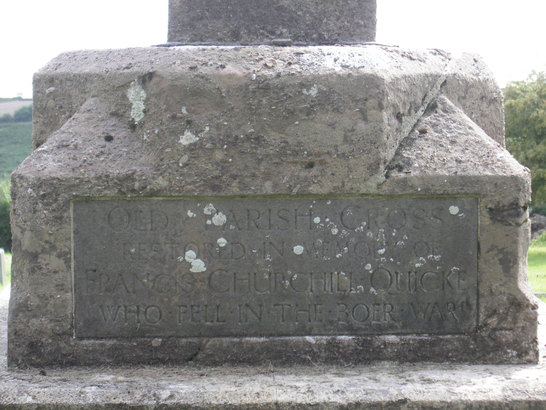 OLD · PARISH · CROSS
RESTORED · IN · MEMORY · OF
FRANCIS · CHURCHILL · QUICKE
WHO · FELL · IN · THE · BOER · WAR